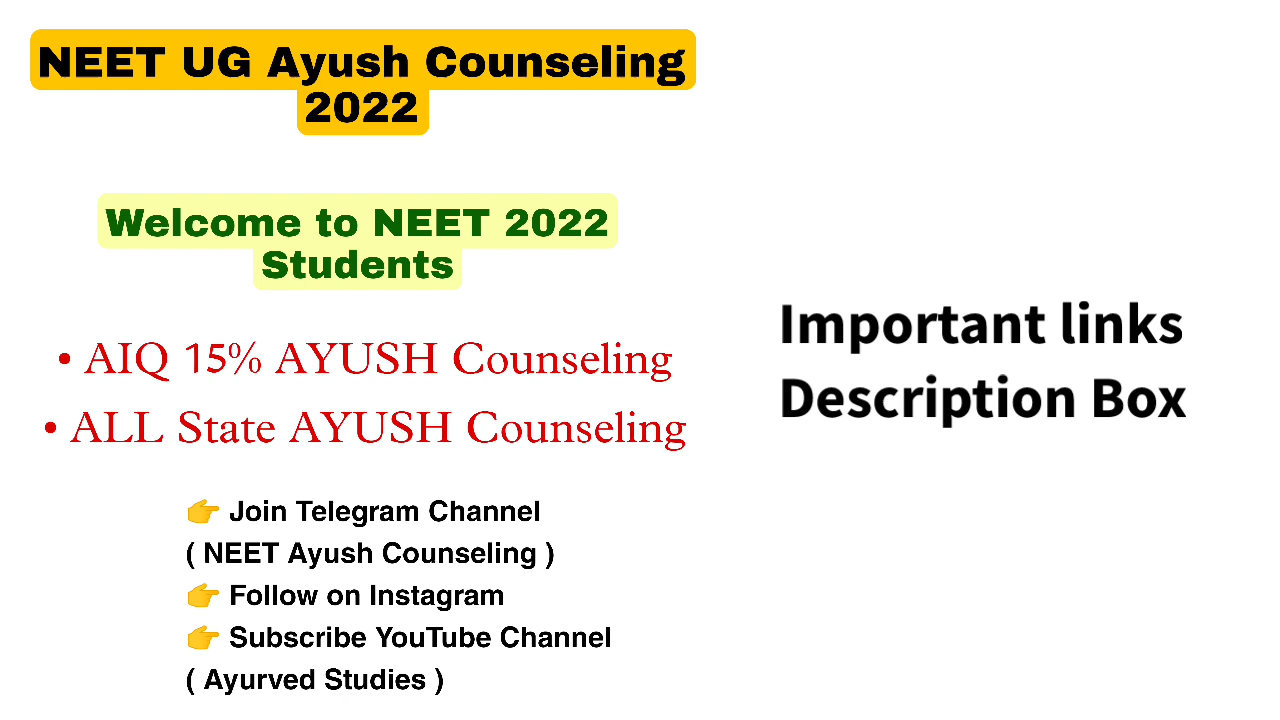 NEET UG Ayush Counseling
2022
Welcome to NEET 2022
Students
• AIQ 15% AYUSH Counseling
• ALL State AYUSH Counseling
👉 Join Telegram Channel
( NEET Ayush Counseling )
👉 Follow on Instagram
👉 Subscribe YouTube Channel
( Ayurved Studies )
Important links
Description Box